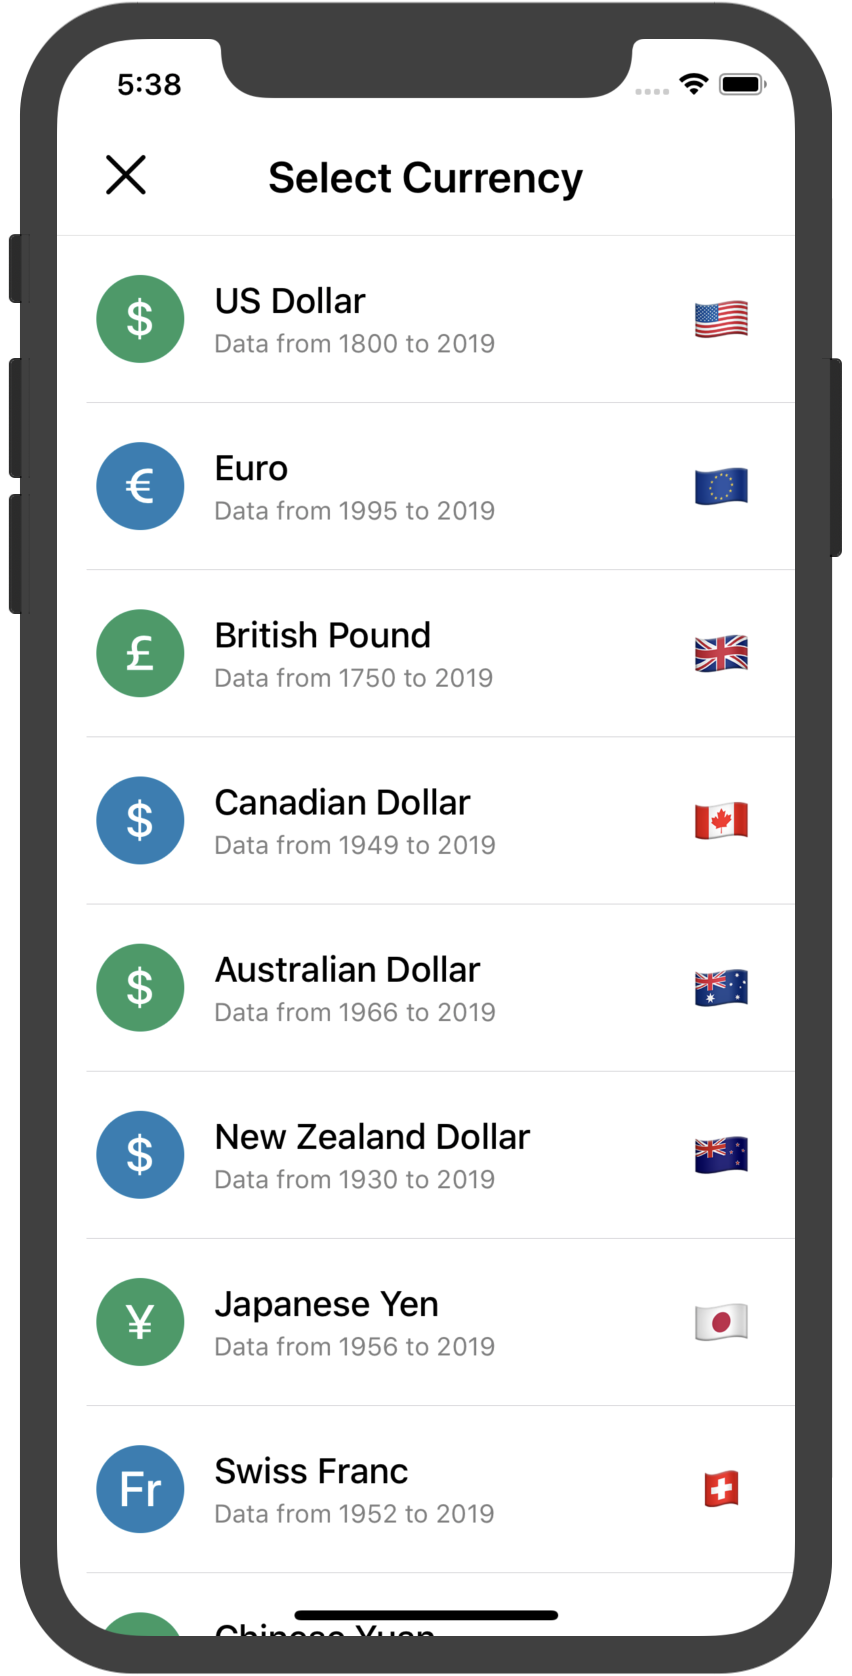 5:38
Select Currency
$
US Dollar
Data from 1800 to 2019
€
Euro
Data from 1995 to 2019
£
British Pound
Data from 1750 to 2019
$
Canadian Dollar
Data from 1949 to 2019
$
Australian Dollar
Data from 1966 to 2019
$
New Zealand Dollar
Data from 1930 to 2019
¥
Japanese Yen
Data from 1956 to 2019
Fr
Swiss Franc
Data from 1952 to 2019
Chinese Yuan